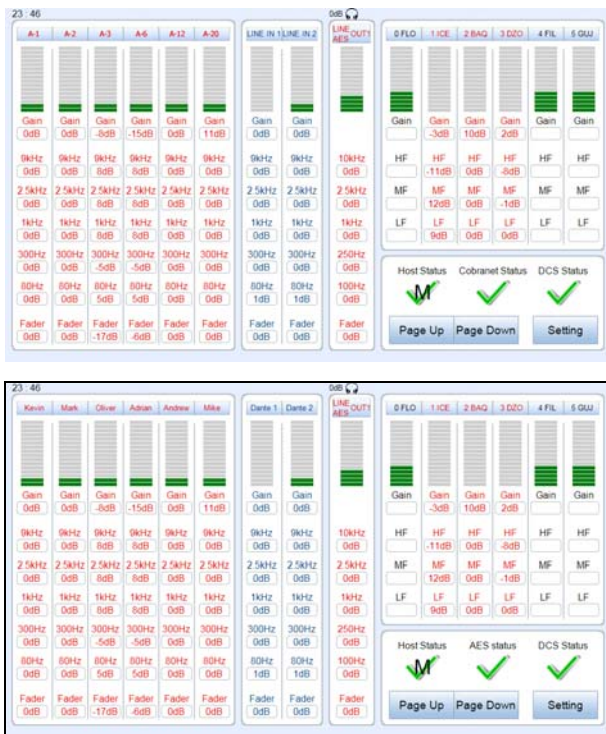 23 : 46 0dB
A-1 A-2 A-3 A-6 A-12 A-20 LINE IN 1 LINE IN 2 LINE AES OUT1 0 FLO 1.ICE 2 BAQ 3 DZO 4 FIL 5 GUJ
Gain Gain Gain Gain Gain Gain Gain Gain Gain Gain Gain Gain Gain Gain Gain
0dB 0dB -8dB -15dB 0dB 11dB 0dB 0dB 0dB -3dB 10dB 2dB
9kHz 9kHz 9kHz 9kHz 9kHz 9kHz 9kHz 9kHz 10kHz HF HF HF HF HF HF
0dB 0dB 8dB 8dB 0dB 0dB 0dB 0dB 0dB -11dB 0dB -8dB
2.5kHz 2.5kHz 2.5kHz 2.5kHz 2.5kHz 2.5kHz 2.5kHz 2.5kHz 2.5kHz MF MF MF MF MF MF
0dB 0dB 8dB 8dB 0dB 0dB 0dB 0dB 0dB 12dB 0dB -1dB
1kHz 1kHz 1kHz 1kHz 1kHz 1kHz 1kHz 1kHz 1kHz LF LF LF LF LF LF
0dB 0dB 8dB 8dB 0dB 0dB 0dB 0dB 0dB 9dB 0dB 0dB
300Hz 300Hz 300Hz 300Hz 300Hz 300Hz 300Hz 300Hz 250Hz
0dB 0dB -5dB -5dB 0dB 0dB 0dB 0dB 0dB
80Hz 80Hz 80Hz 80Hz 80Hz 80Hz 80Hz 80Hz 100Hz
0dB 0dB 5dB 5dB 0dB 0dB 1dB 1dB 0dB
Fader Fader Fader Fader Fader Fader Fader Fader Fader
0dB 0dB -17dB -6dB 0dB 0dB 0dB 0dB 0dB
Host Status Cobranet Status DCS Status
M
Page Up Page Down Setting
23 : 46 0dB
Kevin Mark Oliver Adrian Andrew Mike Dante 1 Dante 2 LINE AES OUT1 0 FLO 1.ICE 2 BAQ 3 DZO 4 FIL 5 GUJ
Gain Gain Gain Gain Gain Gain Gain Gain Gain Gain Gain Gain Gain Gain Gain
0dB 0dB -8dB -15dB 0dB 11dB 0dB 0dB 0dB -3dB 10dB 2dB
9kHz 9kHz 9kHz 9kHz 9kHz 9kHz 9kHz 9kHz 10kHz HF HF HF HF HF HF
0dB 0dB 8dB 8dB 0dB 0dB 0dB 0dB 0dB -11dB 0dB -8dB
2.5kHz 2.5kHz 2.5kHz 2.5kHz 2.5kHz 2.5kHz 2.5kHz 2.5kHz 2.5kHz MF MF MF MF MF MF
0dB 0dB 8dB 8dB 0dB 0dB 0dB 0dB 0dB 12dB 0dB -1dB
1kHz 1kHz 1kHz 1kHz 1kHz 1kHz 1kHz 1kHz 1kHz LF LF LF LF LF LF
0dB 0dB 8dB 8dB 0dB 0dB 0dB 0dB 0dB 9dB 0dB 0dB
300Hz 300Hz 300Hz 300Hz 300Hz 300Hz 300Hz 300Hz 250Hz
0dB 0dB -5dB -5dB 0dB 0dB 0dB 0dB 0dB
80Hz 80Hz 80Hz 80Hz 80Hz 80Hz 80Hz 80Hz 100Hz
0dB 0dB 5dB 5dB 0dB 0dB 1dB 1dB 0dB
Fader Fader Fader Fader Fader Fader Fader Fader Fader
0dB 0dB -17dB -6dB 0dB 0dB 0dB 0dB 0dB
Host Status AES status DCS Status
M
Page Up Page Down Setting